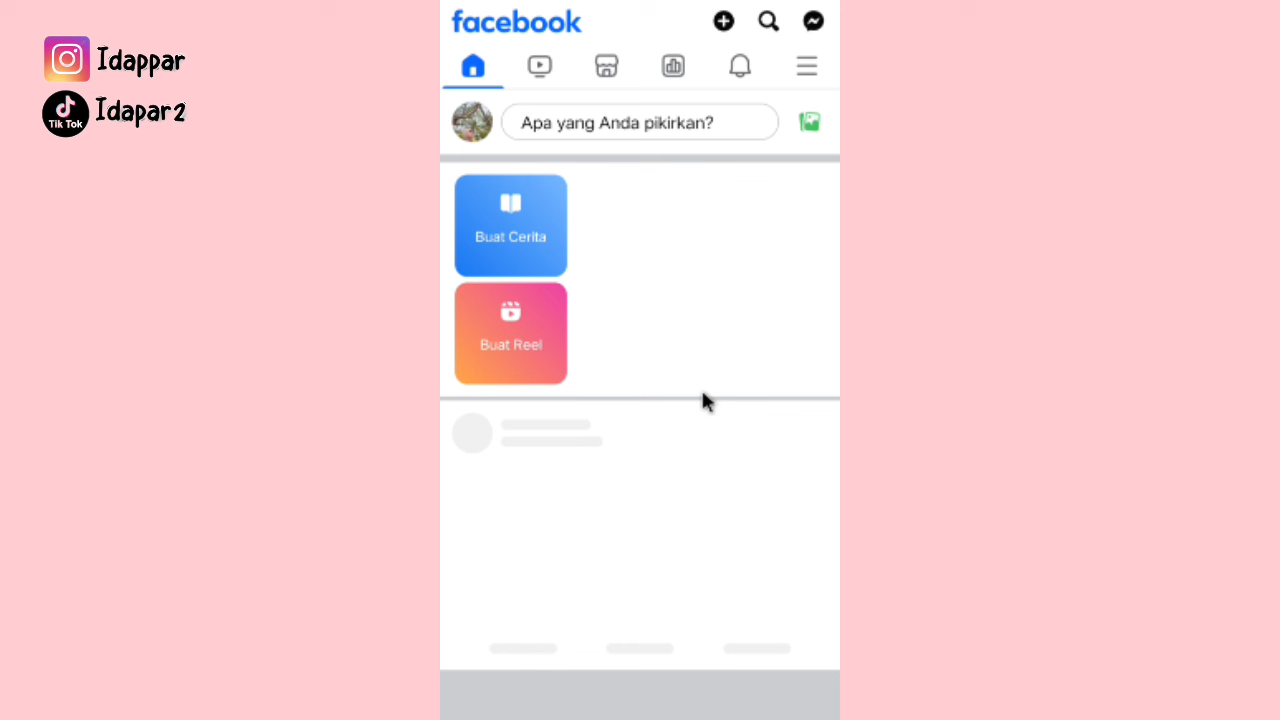 Idappar
Tik Tok
Idapar2
facebook
Apa yang Anda pikirkan?
Buat Cerita
Buat Reel